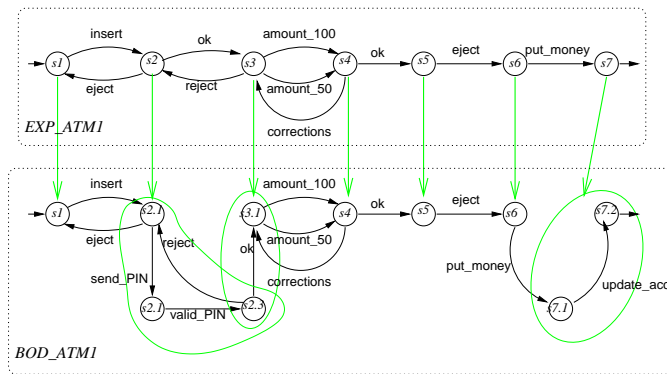 insert
ok
amount_100
s1
s2
s3
s4
ok
s5
eject
s6
put_money
s7
eject
reject
amount_50
corrections
EXP_ATM1
insert
amount_100
s1
s2.1
s3.1
s4
ok
s5
eject
s6
s7.2
eject
reject
ok
amount_50
corrections
send_PIN
put_money
update_acc
s2.1
valid_PIN
s2.3
s7.1
BOD_ATM1